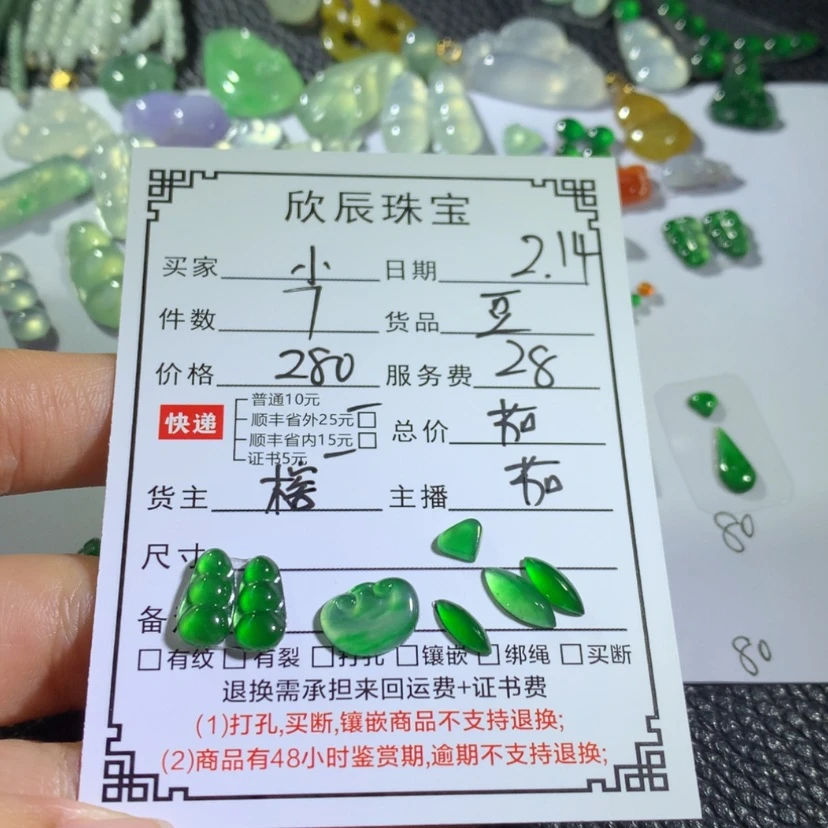 欣辰珠宝
买家 小 日期 2.14
件数 7 货品 豆
价格 280 服务费 28
快递
普通10元
顺丰省外25元
顺丰省内15元
证书5元
总价 茄
货主 主播 茄
尺寸
备
有纹 有裂 打孔 镶嵌 绑绳 买断
退换需承担来回运费+证书费
(1)打孔,买断,镶嵌商品不支持退换;
(2)商品有48小时鉴赏期,逾期不支持退换;
80
80